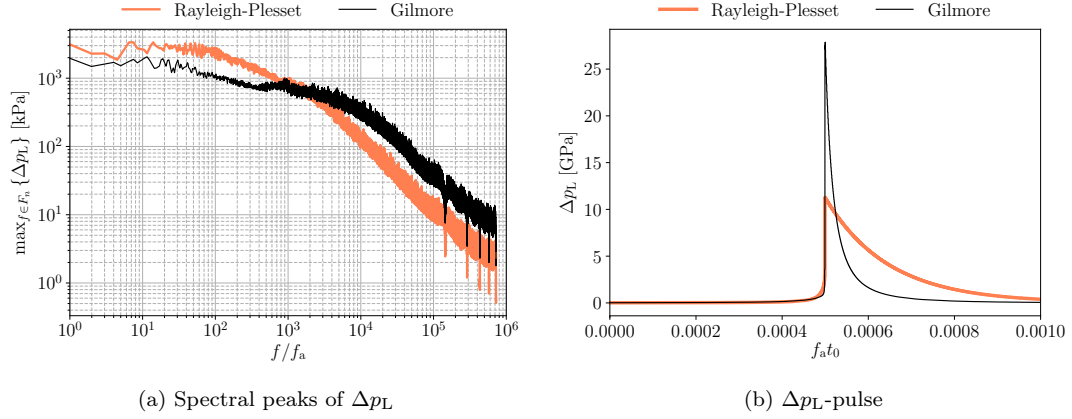 Rayleigh-Plesset Gilmore
max_{f∈F_n} {Δp_L} [kPa]
10^3
10^2
10^1
10^0
10^0 10^1 10^2 10^3 10^4 10^5 10^6
f/f_a
(a) Spectral peaks of Δp_L
Rayleigh-Plesset Gilmore
Δp_L [GPa]
25
20
15
10
5
0
0.0000 0.0002 0.0004 0.0006 0.0008 0.0010
f_a t_0
(b) Δp_L-pulse